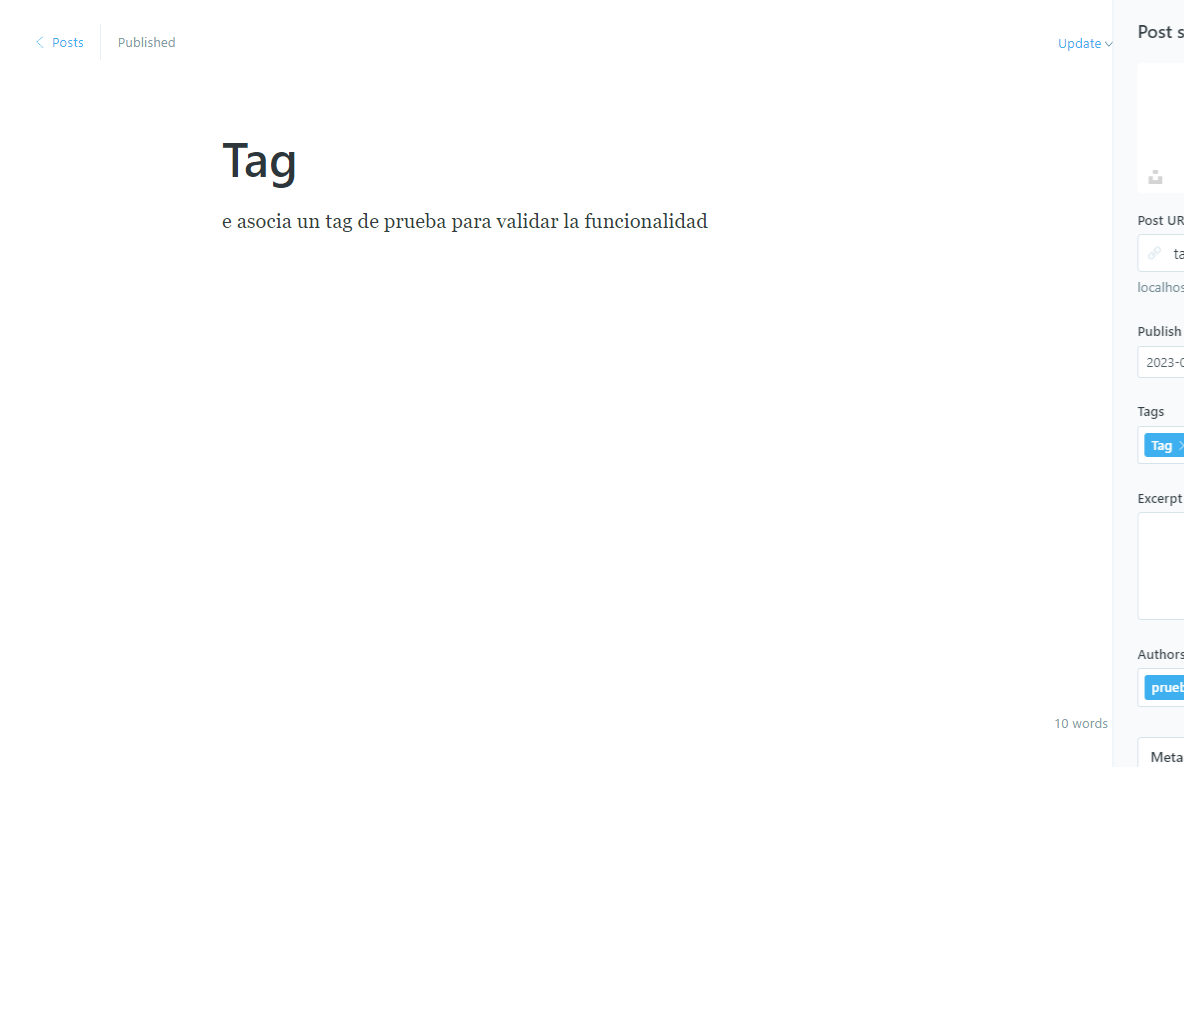 Posts
Published
Update
Tag
e asocia un tag de prueba para validar la funcionalidad
10 words
Post s
Post UR
ta
localhos
Publish
2023-0
Tags
Tag
Excerpt
Authors
prueb
Meta